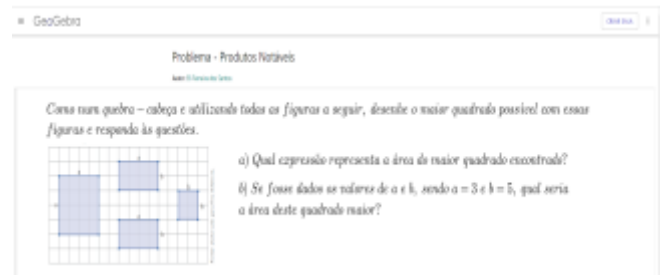 GeoGebra
Problema - Produtos Notáveis
Como num quebra – cabeça e utilizando todas as figuras a seguir, desenhe o maior quadrado possível com essas
figuras e responda às questões.
a) Qual expressão representa a área do maior quadrado encontrado?
b) Se fosse dados os valores de a e b, sendo a = 3 e b = 5, qual seria
a área deste quadrado maior?